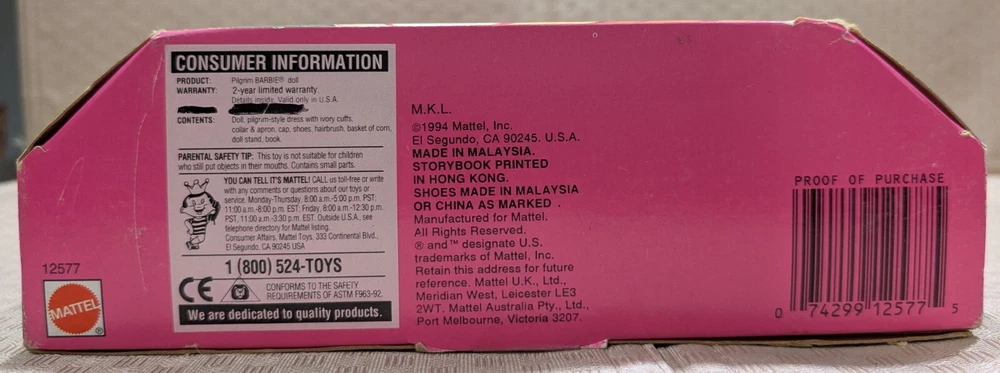 CONSUMER INFORMATION
PRODUCT: Pilgrim BARBIE® doll
WARRANTY: 2-year limited warranty.
Details inside. Valid only in U.S.A.
CONTENTS: Doll, pilgrim-style dress with ivory cuffs,
collar & apron, cap, shoes, hairbrush, basket of corn,
doll stand, book.
PARENTAL SAFETY TIP: This toy is not suitable for children
who still put objects in their mouths. Contains small parts.
YOU CAN TELL IT'S MATTEL! CALL us toll-free or write
with any comments or questions about our toys or
service. Monday-Thursday, 8:00 a.m.-5:00 p.m. PST;
11:00 a.m.-8:00 p.m. EST; Friday, 8:00 a.m.-12:30 p.m.
PST, 11:00 a.m.-3:30 p.m. EST. Outside U.S.A., see
telephone directory for Mattel listing.
Consumer Affairs, Mattel Toys, 333 Continental Blvd.,
El Segundo, CA 90245 USA
1 (800) 524-TOYS
CE
CONFORMS TO THE SAFETY
REQUIREMENTS OF ASTM F963-92.
We are dedicated to quality products.
12577
MATTEL
®
M.K.L.
©1994 Mattel, Inc.
El Segundo, CA 90245. U.S.A.
MADE IN MALAYSIA.
STORYBOOK PRINTED
IN HONG KONG.
SHOES MADE IN MALAYSIA
OR CHINA AS MARKED .
Manufactured for Mattel.
All Rights Reserved.
® and ™ designate U.S.
trademarks of Mattel, Inc.
Retain this address for future
reference. Mattel U.K., Ltd.,
Meridian West, Leicester LE3
2WT. Mattel Australia Pty., Ltd.,
Port Melbourne, Victoria 3207.
PROOF OF PURCHASE
0 74299 12577 5